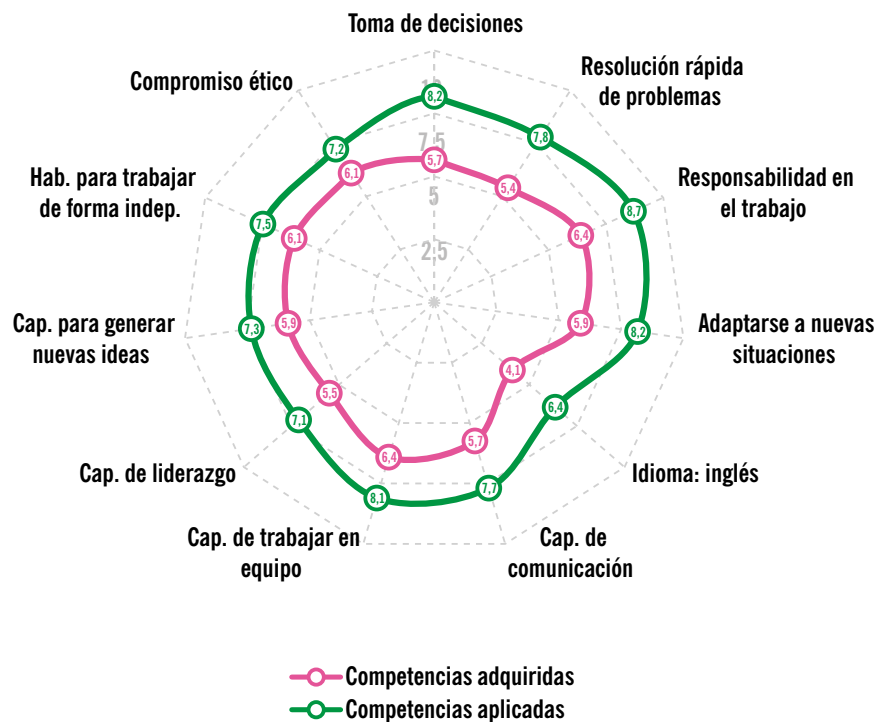 Toma de decisiones
Compromiso ético
Resolución rápida
de problemas
Hab. para trabajar
de forma indep.
Responsabilidad en
el trabajo
Cap. para generar
nuevas ideas
Adaptarse a nuevas
situaciones
Cap. de liderazgo
Idioma: inglés
Cap. de trabajar en
equipo
Cap. de
comunicación
8,2
7,5
7,8
7,2
5,7
6,1
5
5,4
8,7
7,5
6,1
6,4
2,5
7,3
5,9
5,9
8,2
5,5
4,1
7,1
6,4
6,4
5,7
8,1
7,7
Competencias adquiridas
Competencias aplicadas